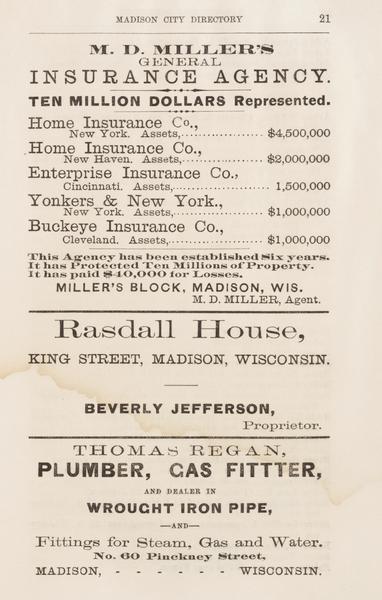 MADISON CITY DIRECTORY 21
M. D. MILLER'S
GENERAL
INSURANCE AGENCY.
TEN MILLION DOLLARS Represented.
Home Insurance Co.,
New York. Assets, $4,500,000
Home Insurance Co.,
New Haven. Assets, $2,000,000
Enterprise Insurance Co.,
Cincinnati. Assets, 1,500,000
Yonkers & New York.,
New York. Assets, $1,000,000
Buckeye Insurance Co.,
Cleveland. Assets, $1,000,000
This Agency has been established Six years.
It has Protected Ten Millions of Property.
It has paid $40,000 for Losses.
MILLER'S BLOCK, MADISON, WIS.
M. D. MILLER, Agent.
Rasdall House,
KING STREET, MADISON, WISCONSIN.
BEVERLY JEFFERSON,
Proprietor.
THOMAS REGAN,
PLUMBER, GAS FITTTER,
AND DEALER IN
WROUGHT IRON PIPE,
—AND—
Fittings for Steam, Gas and Water.
No. 60 Pinckney Street,
MADISON, - - - - - WISCONSIN.